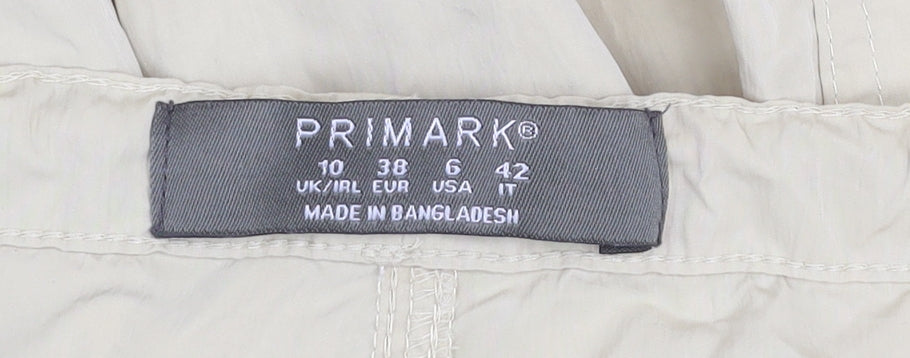 PRIMARK®
10 38 6 42
UK/IRL EUR USA IT
MADE IN BANGLADESH